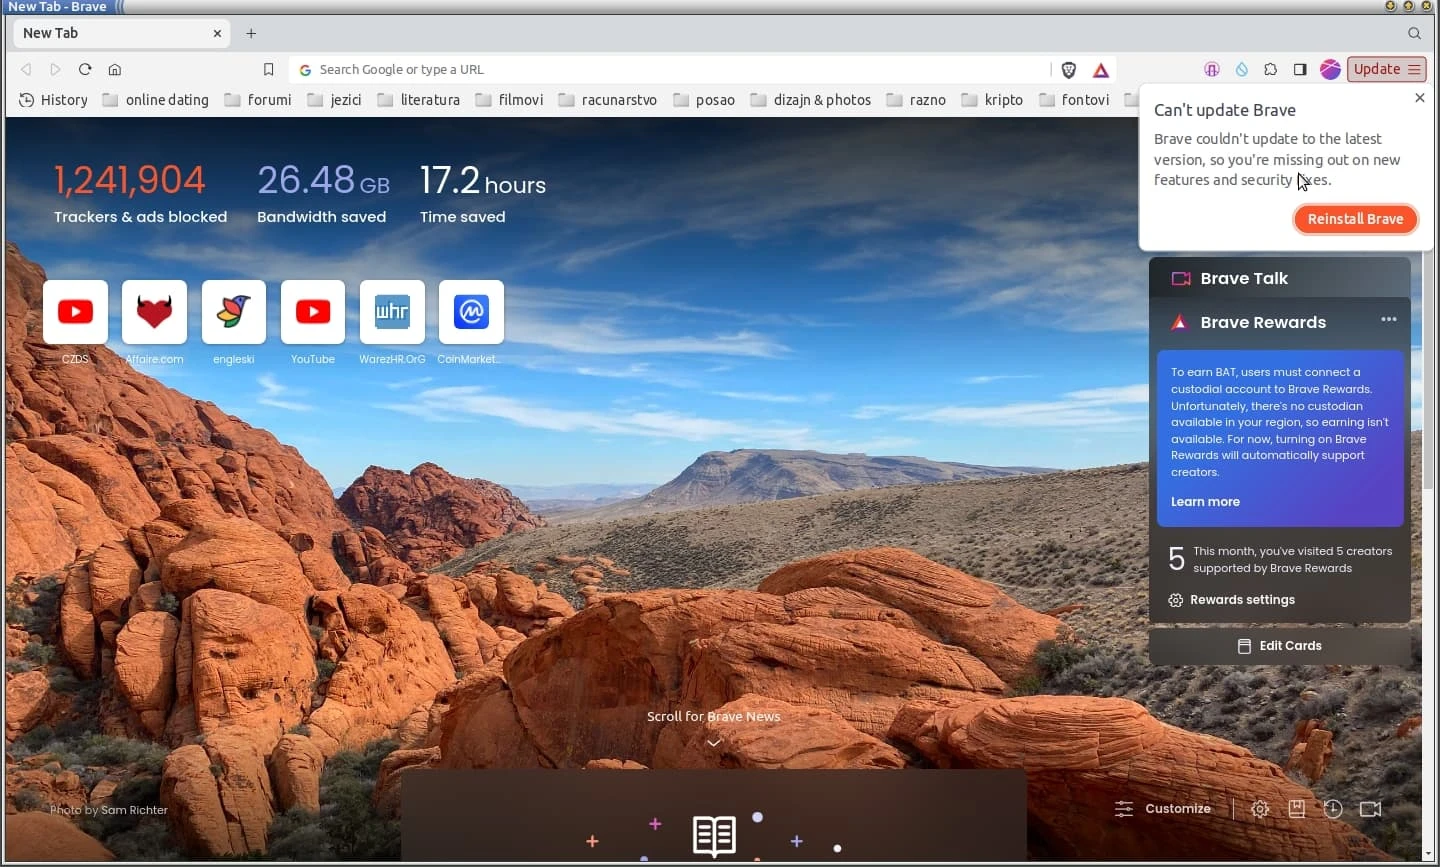 New Tab - Brave
New Tab
Search Google or type a URL
Update
History
online dating
forumi
jezici
literatura
filmovi
racunarstvo
posao
dizajn & photos
razno
kripto
fontovi
Can't update Brave
Brave couldn't update to the latest
version, so you're missing out on new
features and security
Reinstall Brave
1,241,904
Trackers & ads blocked
26.48 GB
Bandwidth saved
17.2 hours
Time saved
whr
CZDS
Affaire.com
engleski
YouTube
WarezHR.OrG
CoinMarket...
Brave Talk
Brave Rewards
To earn BAT, users must connect a
custodial account to Brave Rewards.
Unfortunately, there's no custodian
available in your region, so earning isn't
available. For now, turning on Brave
Rewards will automatically support
creators.
Learn more
5
This month, you've visited 5 creators
supported by Brave Rewards
Rewards settings
Edit Cards
Scroll for Brave News
Photo by Sam Richter
Customize